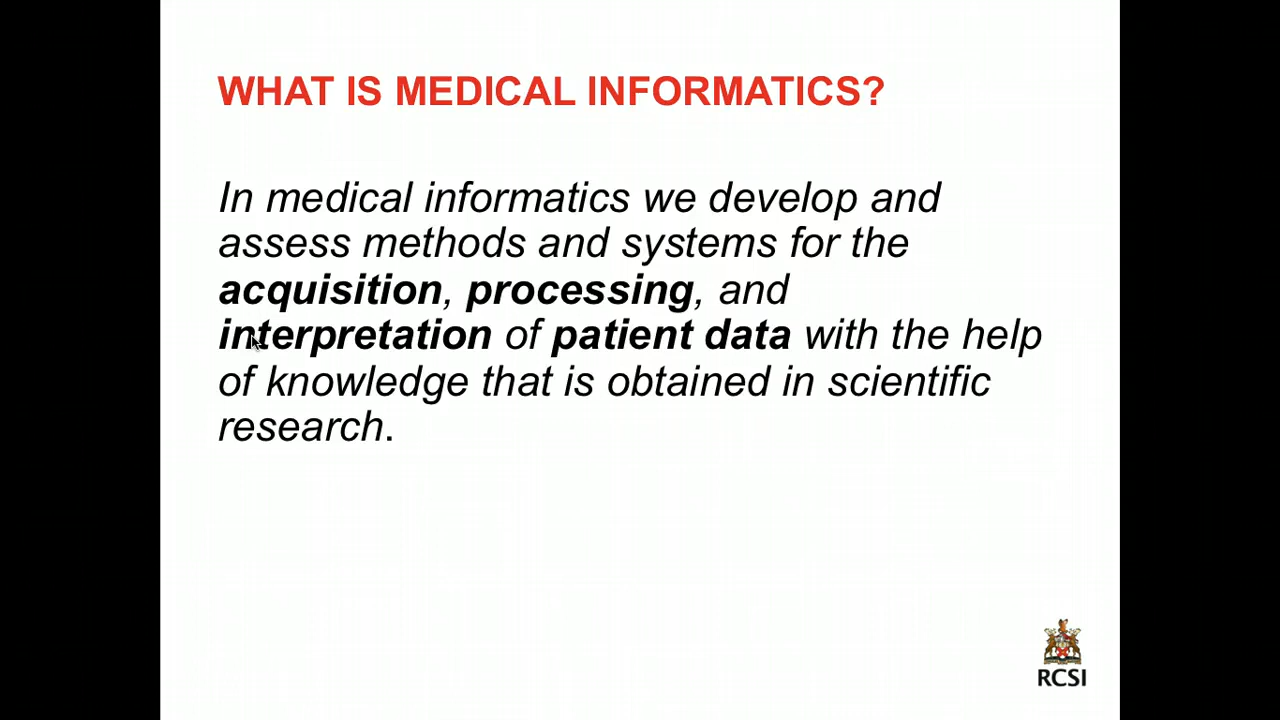 WHAT IS MEDICAL INFORMATICS?
In medical informatics we develop and
assess methods and systems for the
acquisition, processing, and
interpretation of patient data with the help
of knowledge that is obtained in scientific
research.
RCSI